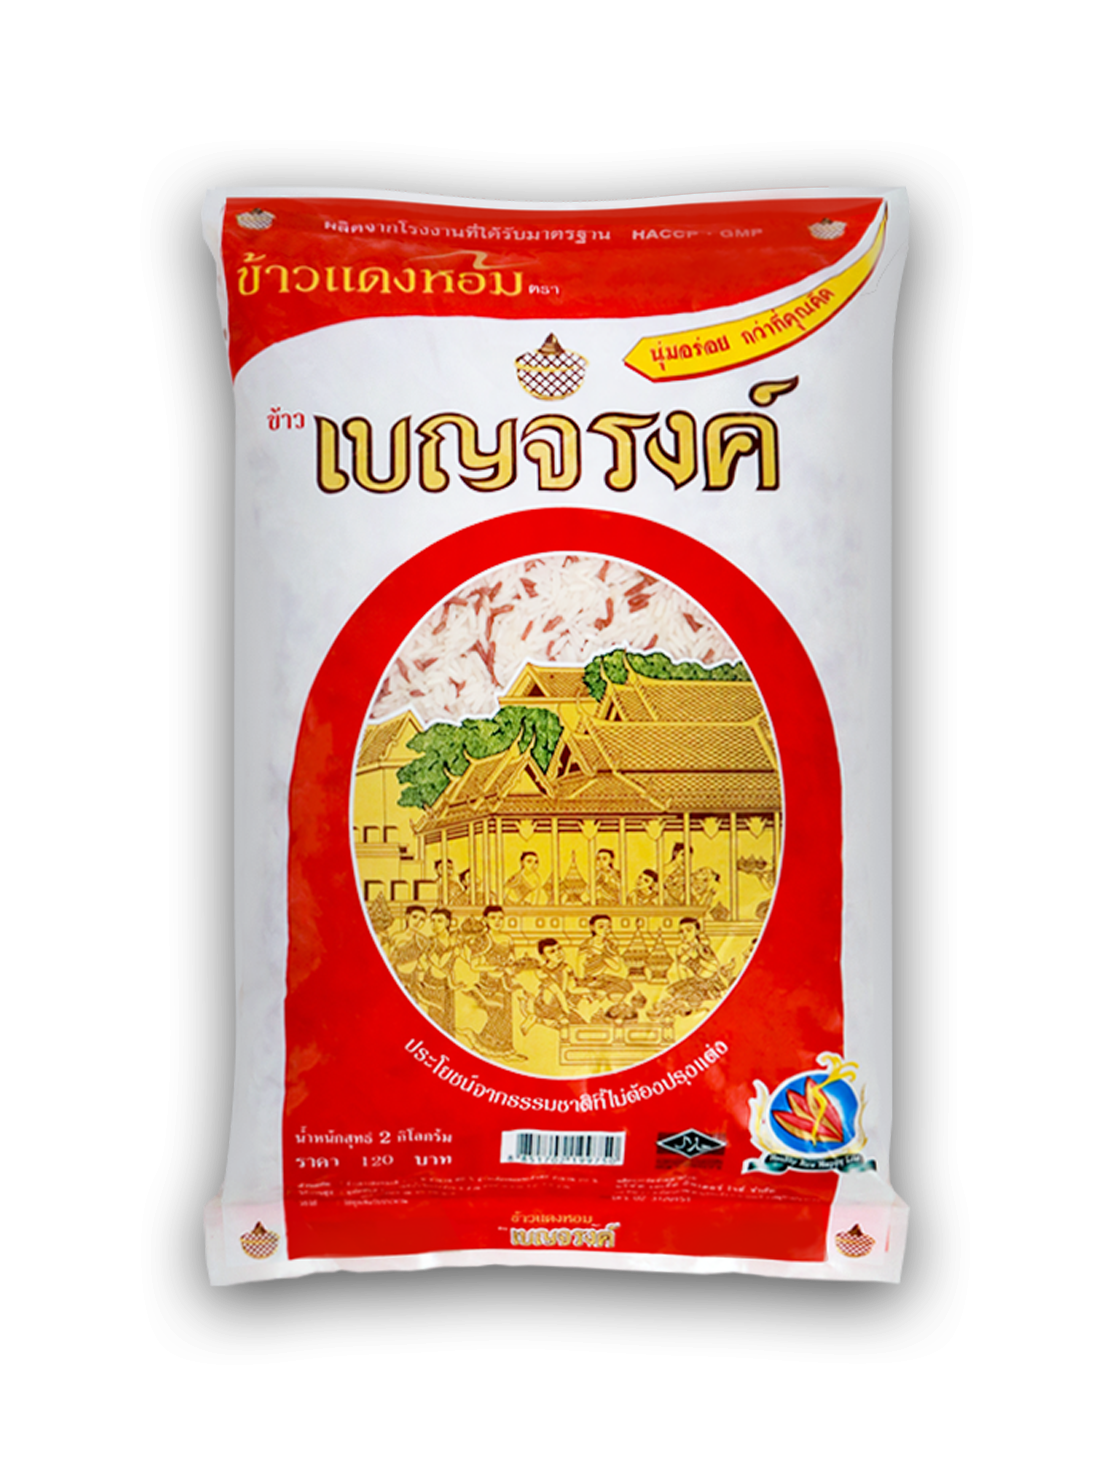 ผลิตจากโรงงานที่ได้รับมาตรฐาน HACCP · GMP
ข้าวแดงหอม ตรา
นุ่มอร่อย กว่าที่คุณคิด
ข้าว เบญจรงค์
ประโยชน์จากธรรมชาติที่ไม่ต้องปรุงแต่ง
น้ำหนักสุทธิ 2 กิโลกรัม
ราคา 120 บาท
ข้าวแดงหอม
เบญจรงค์